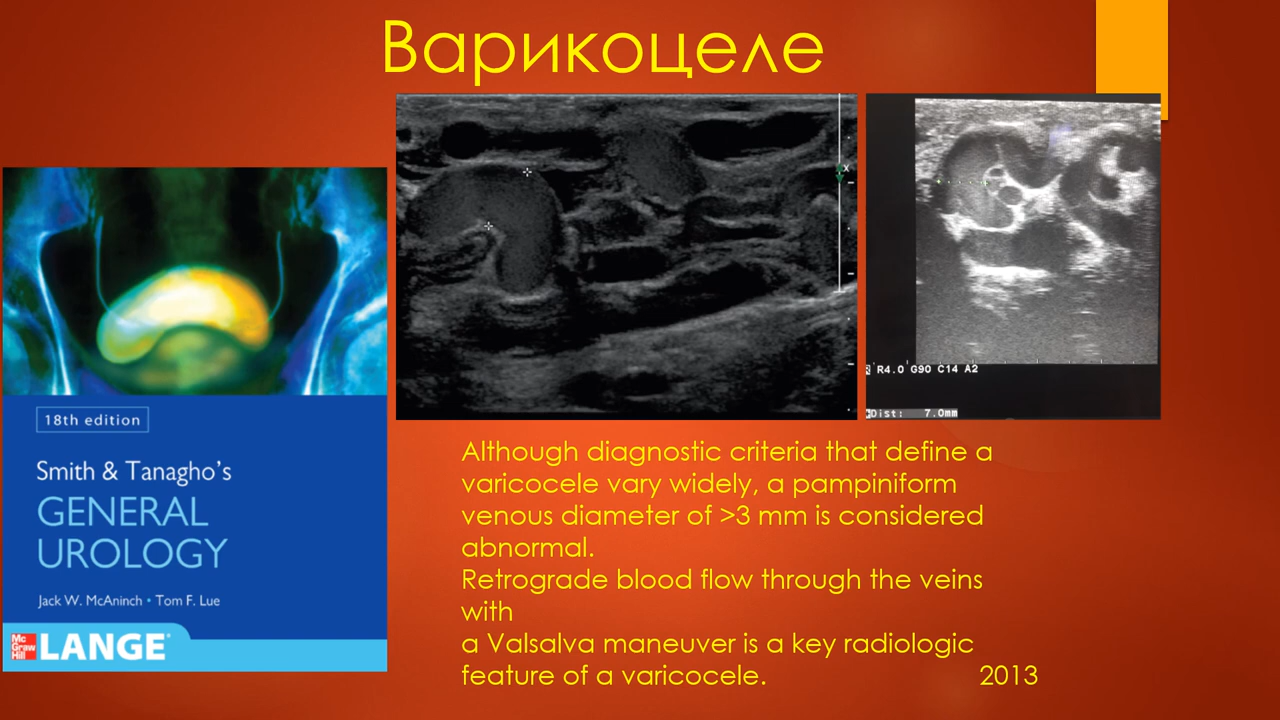 Варикоцеле
18th edition
Smith & Tanagho's
GENERAL
UROLOGY
Jack W. McAninch • Tom F. Lue
Mc
Graw
Hill
LANGE®
x
R4.0 G90 C14 A2
Dist: 7.0mm
Although diagnostic criteria that define a
varicocele vary widely, a pampiniform
venous diameter of >3 mm is considered
abnormal.
Retrograde blood flow through the veins
with
a Valsalva maneuver is a key radiologic
feature of a varicocele. 2013